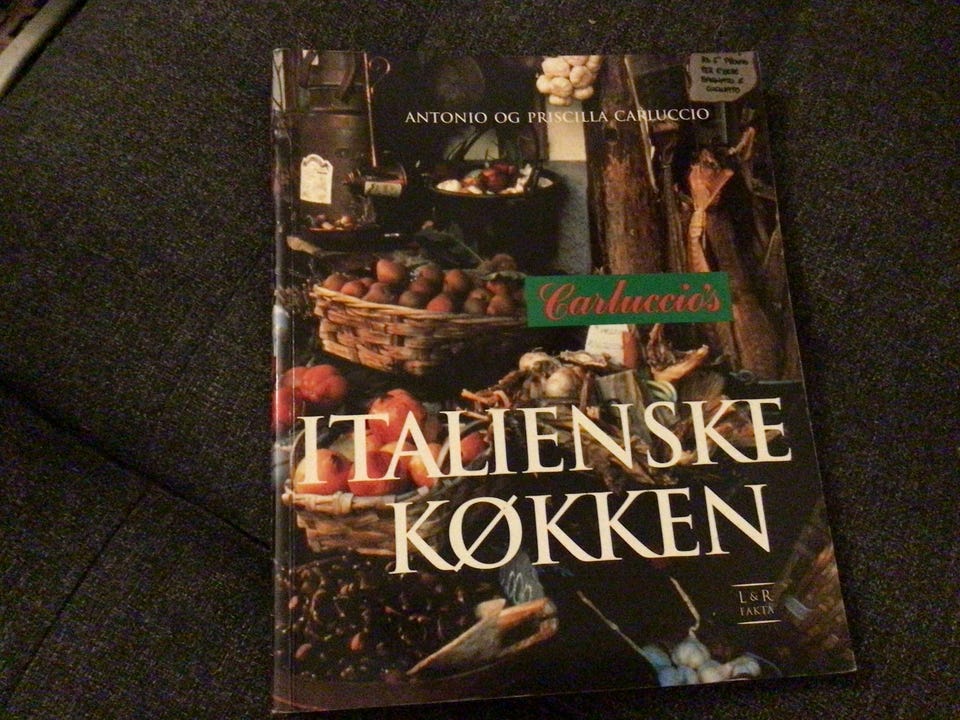 ANTONIO OG PRISCILLA CARLUCCIO
Carluccio's
ITALIENSKE
KØKKEN
L & R
FAKTA